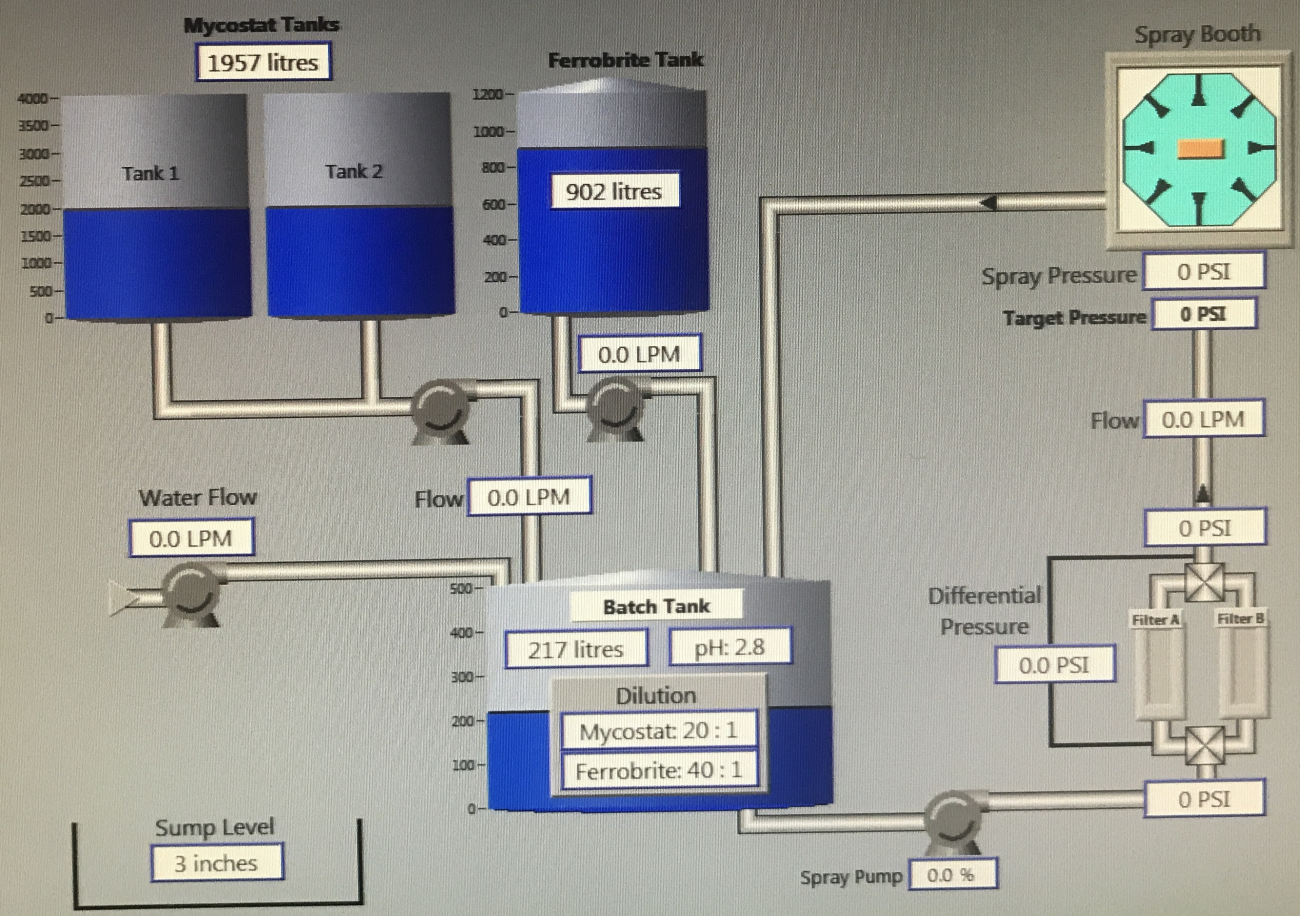 Mycostat Tanks
1957 litres
4000
3500
3000
2500
2000
1500
1000
500
0
Tank 1
Tank 2
Ferrobrite Tank
1200
1000
800
600
400
200
0
902 litres
0.0 LPM
Spray Booth
Spray Pressure 0 PSI
Target Pressure 0 PSI
Flow 0.0 LPM
0 PSI
Water Flow
0.0 LPM
Flow 0.0 LPM
500
400
300
200
100
0
Batch Tank
217 litres
pH: 2.8
Dilution
Mycostat: 20 : 1
Ferrobrite: 40 : 1
Differential
Pressure
0.0 PSI
Filter A
Filter B
0 PSI
Spray Pump 0.0 %
Sump Level
3 inches